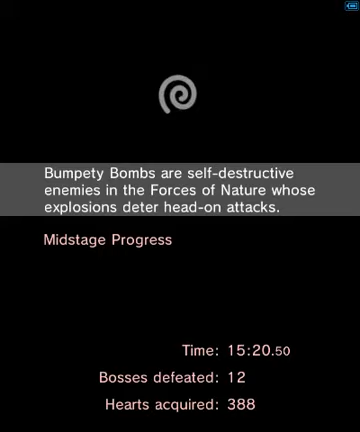 Bumpety Bombs are self-destructive
enemies in the Forces of Nature whose
explosions deter head-on attacks.
Midstage Progress
Time: 15:20.50
Bosses defeated: 12
Hearts acquired: 388